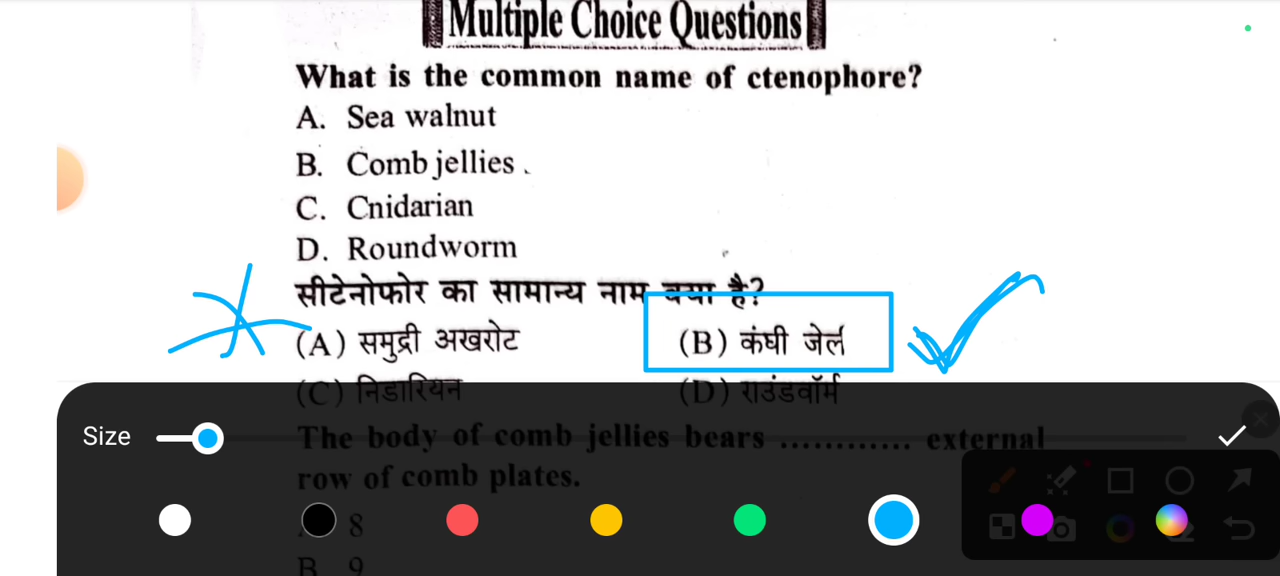 Multiple Choice Questions
What is the common name of ctenophore?
A. Sea walnut
B. Comb jellies
C. Cnidarian
D. Roundworm
सीटेनोफोर का सामान्य नाम क्या है?
(A) समुद्री अखरोट (B) कंघी जेल
(C) निडारियन (D) राउंडवॉर्म
The body of comb jellies bears ............ external
row of comb plates.
Size
8
B. 9